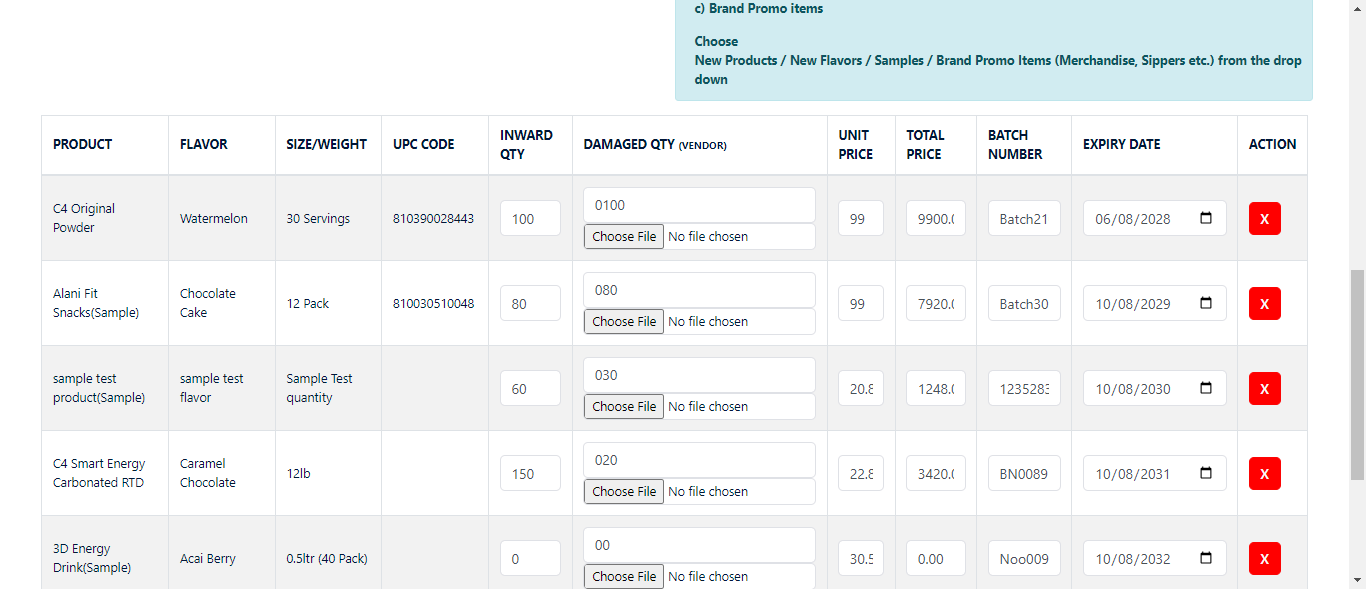 c) Brand Promo items
Choose
New Products / New Flavors / Samples / Brand Promo Items (Merchandise, Sippers etc.) from the drop
down
PRODUCT FLAVOR SIZE/WEIGHT UPC CODE INWARD QTY DAMAGED QTY (VENDOR) UNIT PRICE TOTAL PRICE BATCH NUMBER EXPIRY DATE ACTION
C4 Original Powder Watermelon 30 Servings 810390028443 100 0100 Choose File No file chosen 99 9900.0 Batch21 06/08/2028 X
Alani Fit Snacks(Sample) Chocolate Cake 12 Pack 810030510048 80 080 Choose File No file chosen 99 7920.0 Batch30 10/08/2029 X
sample test product(Sample) sample test flavor Sample Test quantity 60 030 Choose File No file chosen 20.8 1248.0 1235283 10/08/2030 X
C4 Smart Energy Carbonated RTD Caramel Chocolate 12lb 150 020 Choose File No file chosen 22.8 3420.0 BN0089 10/08/2031 X
3D Energy Drink(Sample) Acai Berry 0.5ltr (40 Pack) 0 00 Choose File No file chosen 30.5 0.00 Noo009 10/08/2032 X